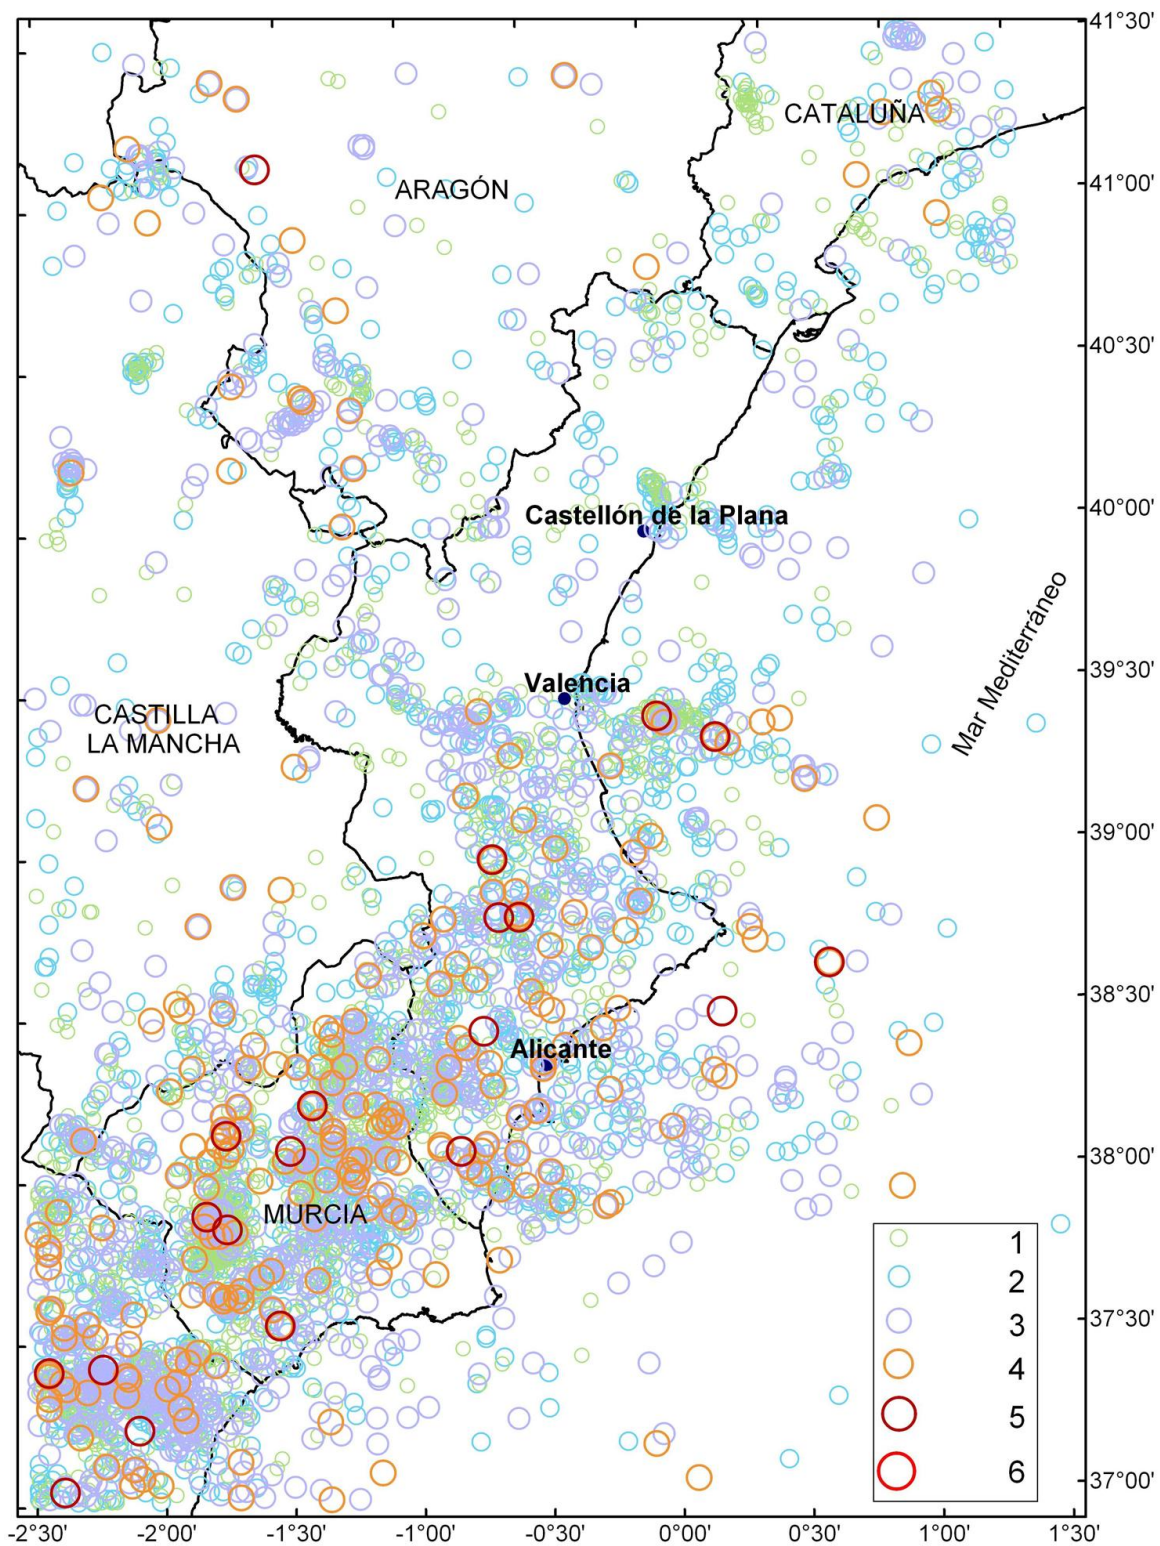 41°30'
CATALUÑA
ARAGÓN
41°00'
40°30'
40°00'
Castellón de la Plana
Mar Mediterráneo
39°30'
Valencia
CASTILLA
LA MANCHA
39°00'
38°30'
Alicante
38°00'
MURCIA
1
2
3
37°30'
4
5
6
37°00'
-2°30' -2°00' -1°30' -1°00' -0°30' 0°00' 0°30' 1°00' 1°30'